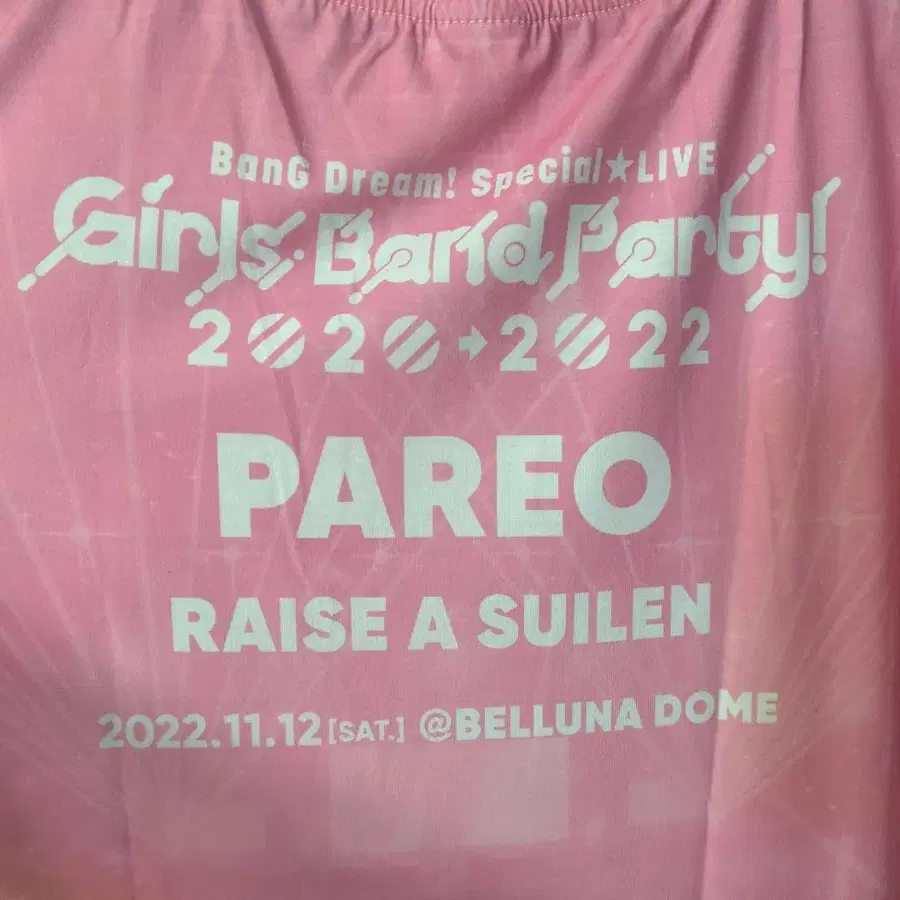 BanG Dream! Special★LIVE
Girls Band Party!
2020→2022
PAREO
RAISE A SUILEN
2022.11.12[SAT.] @BELLUNA DOME